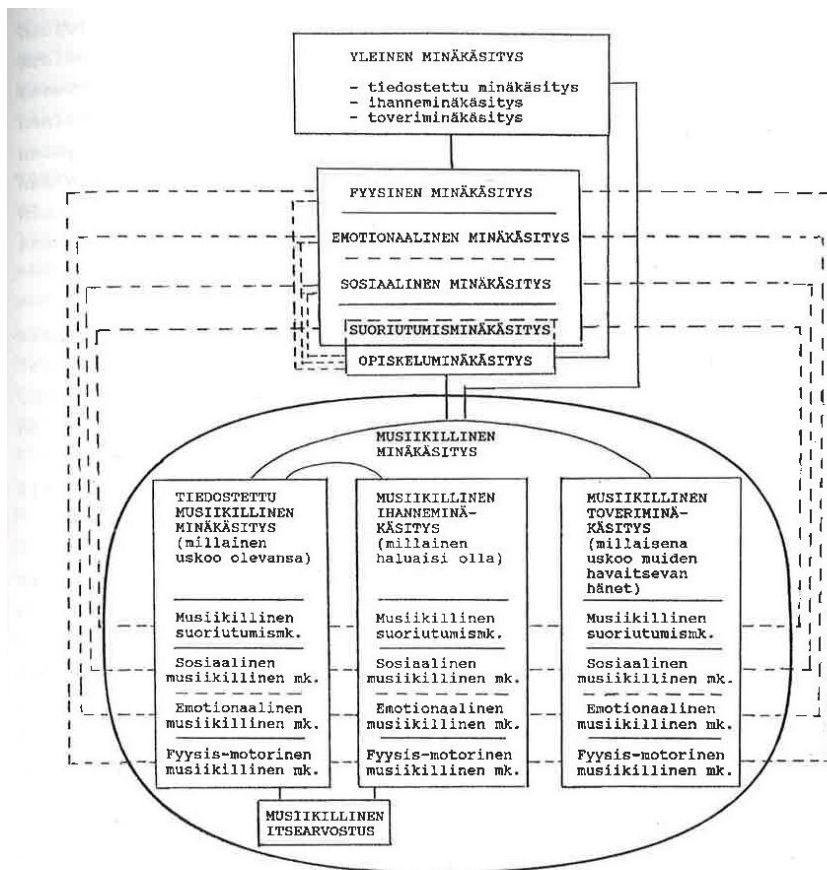 YLEINEN MINÄKÄSITYS
- tiedostettu minäkäsitys
- ihanneminäkäsitys
- toveriminäkäsitys
FYYSINEN MINÄKÄSITYS
EMOTIONAALINEN MINÄKÄSITYS
SOSIAALINEN MINÄKÄSITYS
SUORIUTUMISMINÄKÄSITYS
OPISKELUMINÄKÄSITYS
MUSIIKILLINEN
MINÄKÄSITYS
TIEDOSTETTU
MUSIIKILLINEN
MINÄKÄSITYS
(millainen
uskoo olevansa)
Musiikillinen
suoriutumismk.
Sosiaalinen
musiikillinen mk.
Emotionaalinen
musiikillinen mk.
Fyysis-motorinen
musiikillinen mk.
MUSIIKILLINEN
IHANNEMINÄ-
KÄSITYS
(millainen
haluaisi olla)
Musiikillinen
suoriutumismk.
Sosiaalinen
musiikillinen mk.
Emotionaalinen
musiikillinen mk.
Fyysis-motorinen
musiikillinen mk.
MUSIIKILLINEN
TOVERIMINÄ-
KÄSITYS
(millaisena
uskoo muiden
havaitsevan
hänet)
Musiikillinen
suoriutumismk.
Sosiaalinen
musiikillinen mk.
Emotionaalinen
musiikillinen mk.
Fyysis-motorinen
musiikillinen mk.
MUSIIKILLINEN
ITSEARVOSTUS